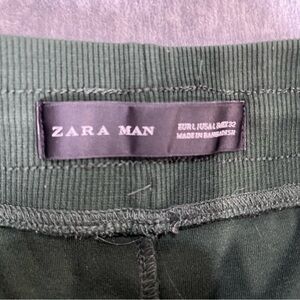 ZARA MAN
EUR L | USA L | MEX 32
MADE IN BANGLADESH